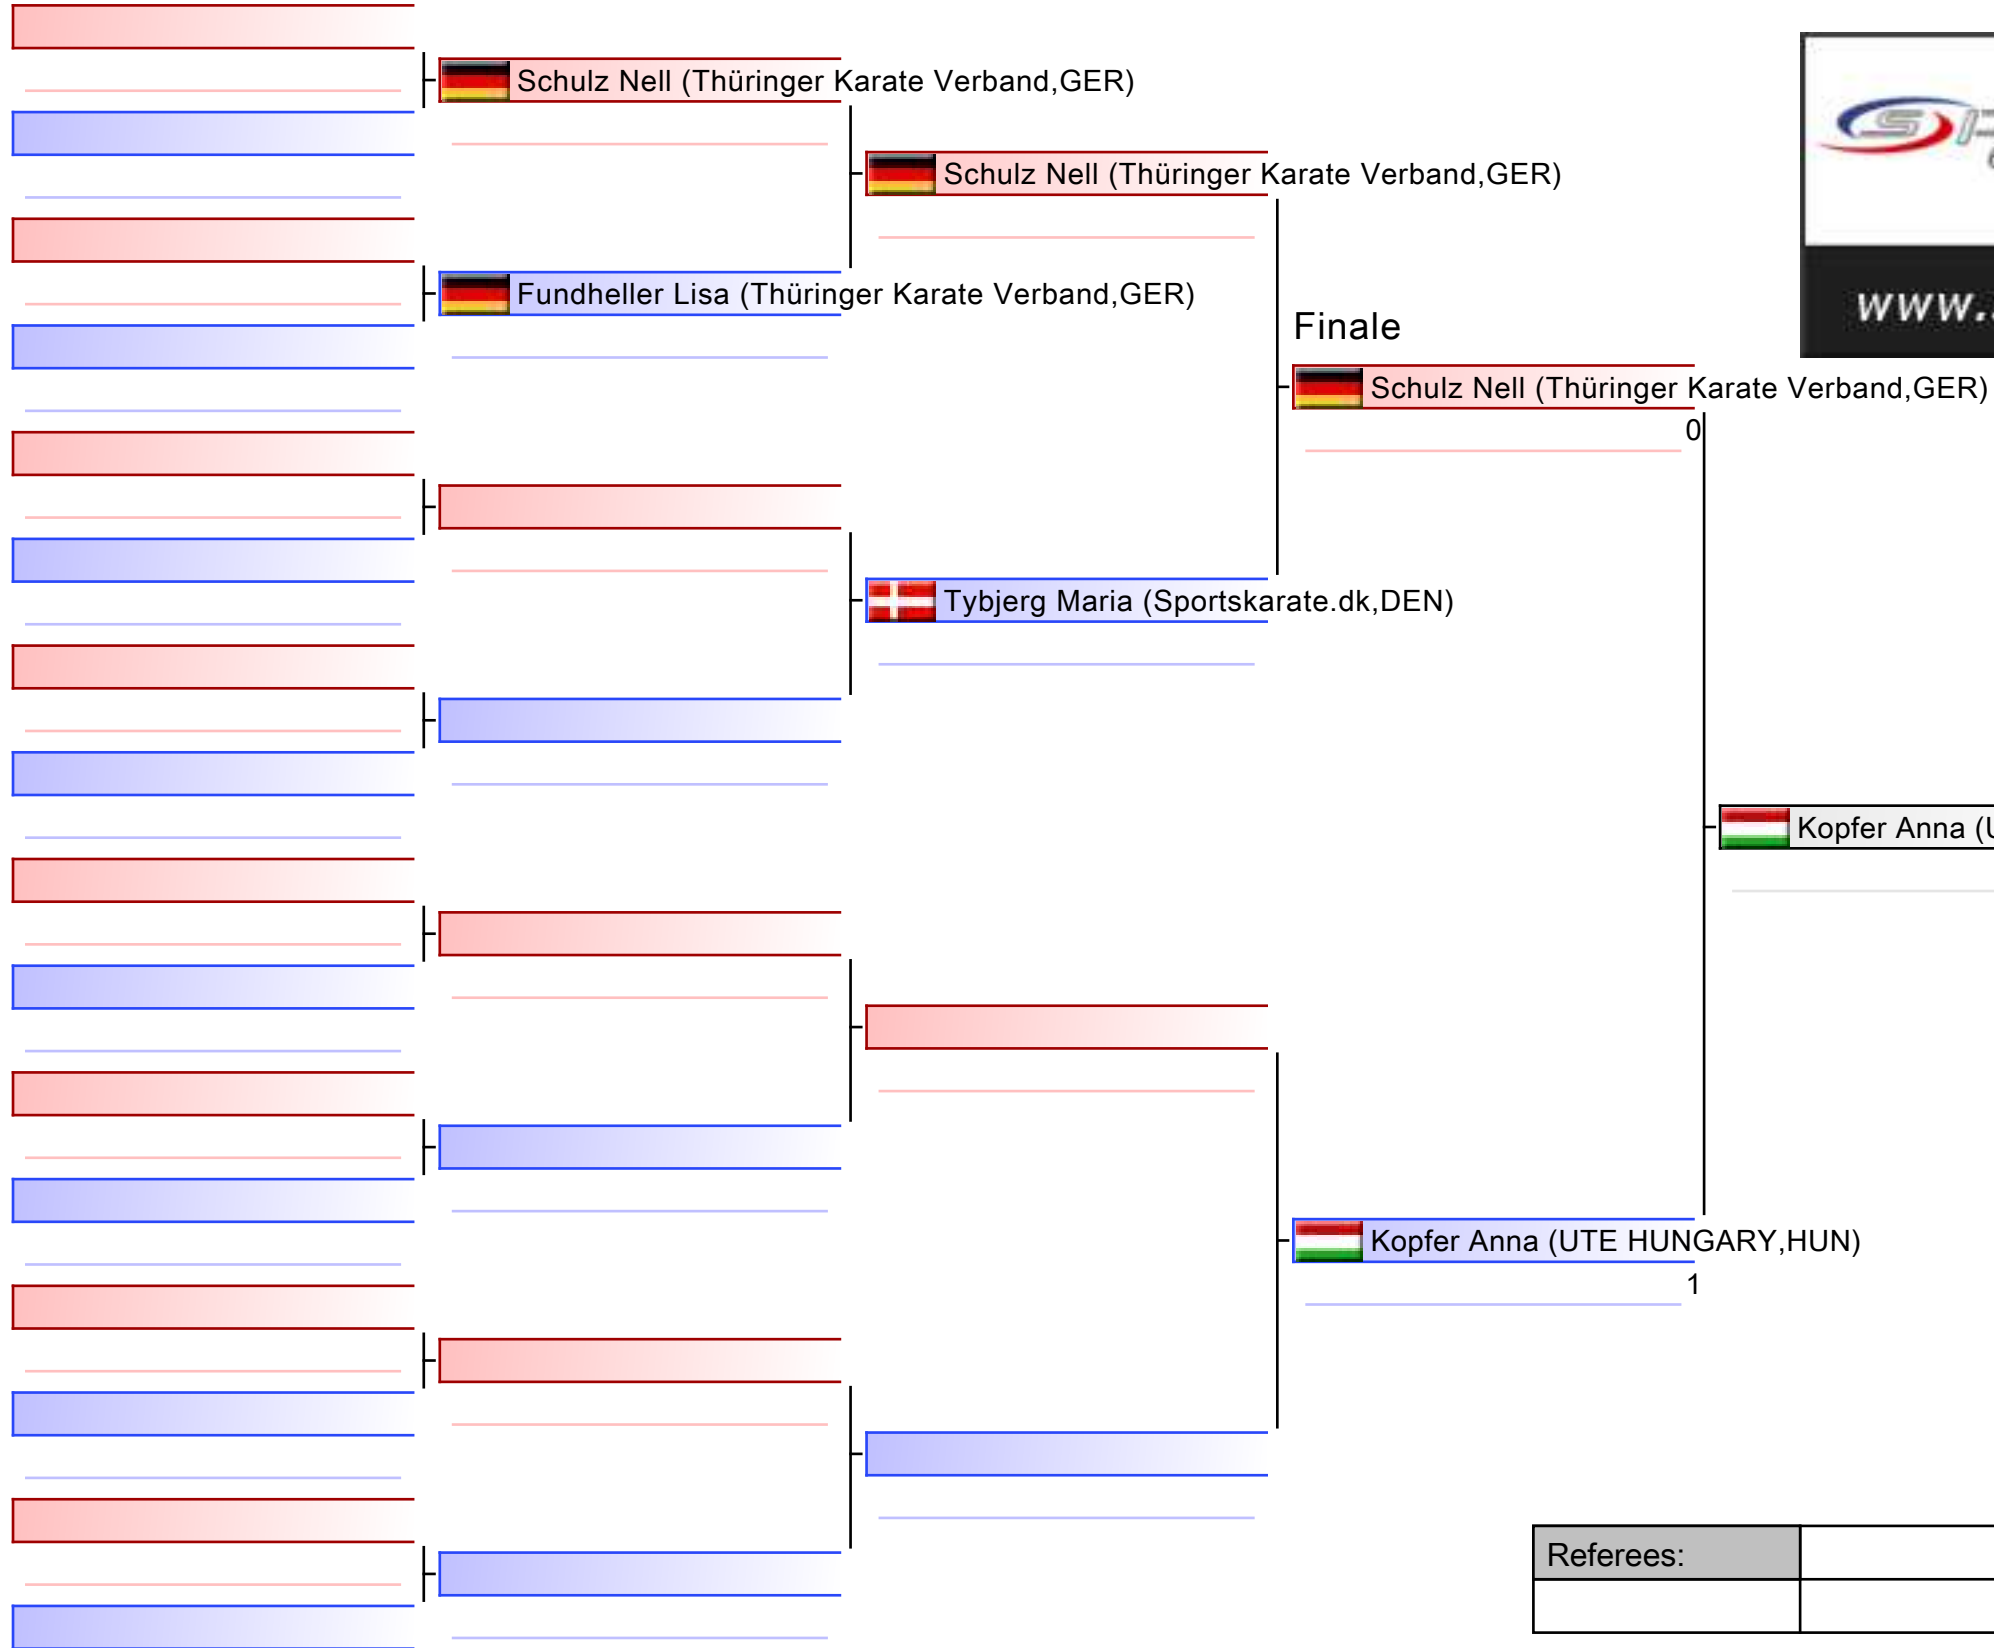 Schulz Nell (Thüringer Karate Verband,GER)
Schulz Nell (Thüringer Karate Verband,GER)
Fundheller Lisa (Thüringer Karate Verband,GER)
Finale
Schulz Nell (Thüringer Karate Verband,GER)
0
Tybjerg Maria (Sportskarate.dk,DEN)
Kopfer Anna (U
Kopfer Anna (UTE HUNGARY,HUN)
1
Referees:
www.